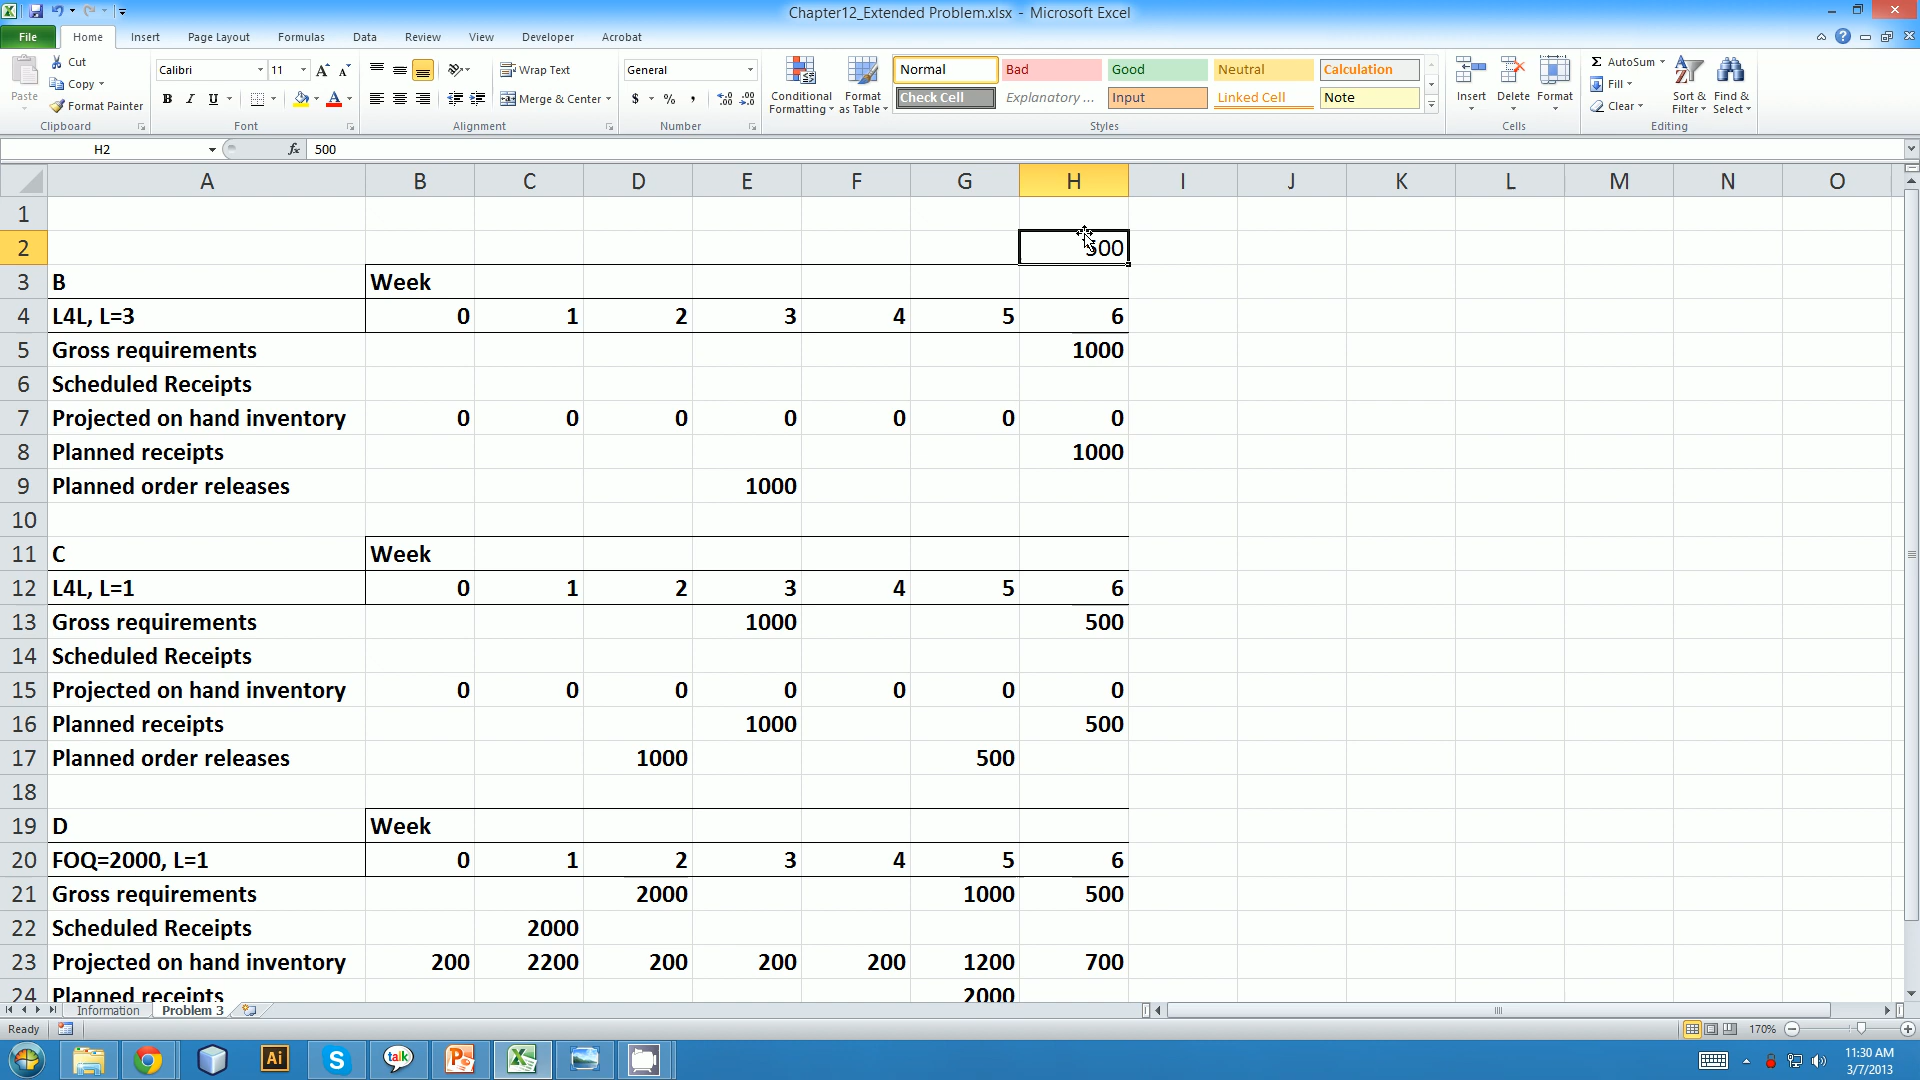 Chapter12_Extended Problem.xlsx - Microsoft Excel
File Home Insert Page Layout Formulas Data Review View Developer Acrobat
Paste
Cut
Copy
Format Painter
Clipboard
Calibri 11
B I U
Font
Wrap Text
Merge & Center
Alignment
General
$ % ,
Number
Conditional Formatting
Format as Table
Normal Bad Good Neutral Calculation
Check Cell Explanatory ... Input Linked Cell Note
Styles
Insert Delete Format
Cells
Σ AutoSum
Fill
Clear
Sort & Filter
Find & Select
Editing
H2 fx 500
A B C D E F G H I J K L M N O
1
2 500
3 B Week
4 L4L, L=3 0 1 2 3 4 5 6
5 Gross requirements 1000
6 Scheduled Receipts
7 Projected on hand inventory 0 0 0 0 0 0 0
8 Planned receipts 1000
9 Planned order releases 1000
10
11 C Week
12 L4L, L=1 0 1 2 3 4 5 6
13 Gross requirements 1000 500
14 Scheduled Receipts
15 Projected on hand inventory 0 0 0 0 0 0 0
16 Planned receipts 1000 500
17 Planned order releases 1000 500
18
19 D Week
20 FOQ=2000, L=1 0 1 2 3 4 5 6
21 Gross requirements 2000 1000 500
22 Scheduled Receipts 2000
23 Projected on hand inventory 200 2200 200 200 200 1200 700
24 Planned receipts 2000
Information Problem 3
Ready 170%
Ai talk
11:30 AM
3/7/2013